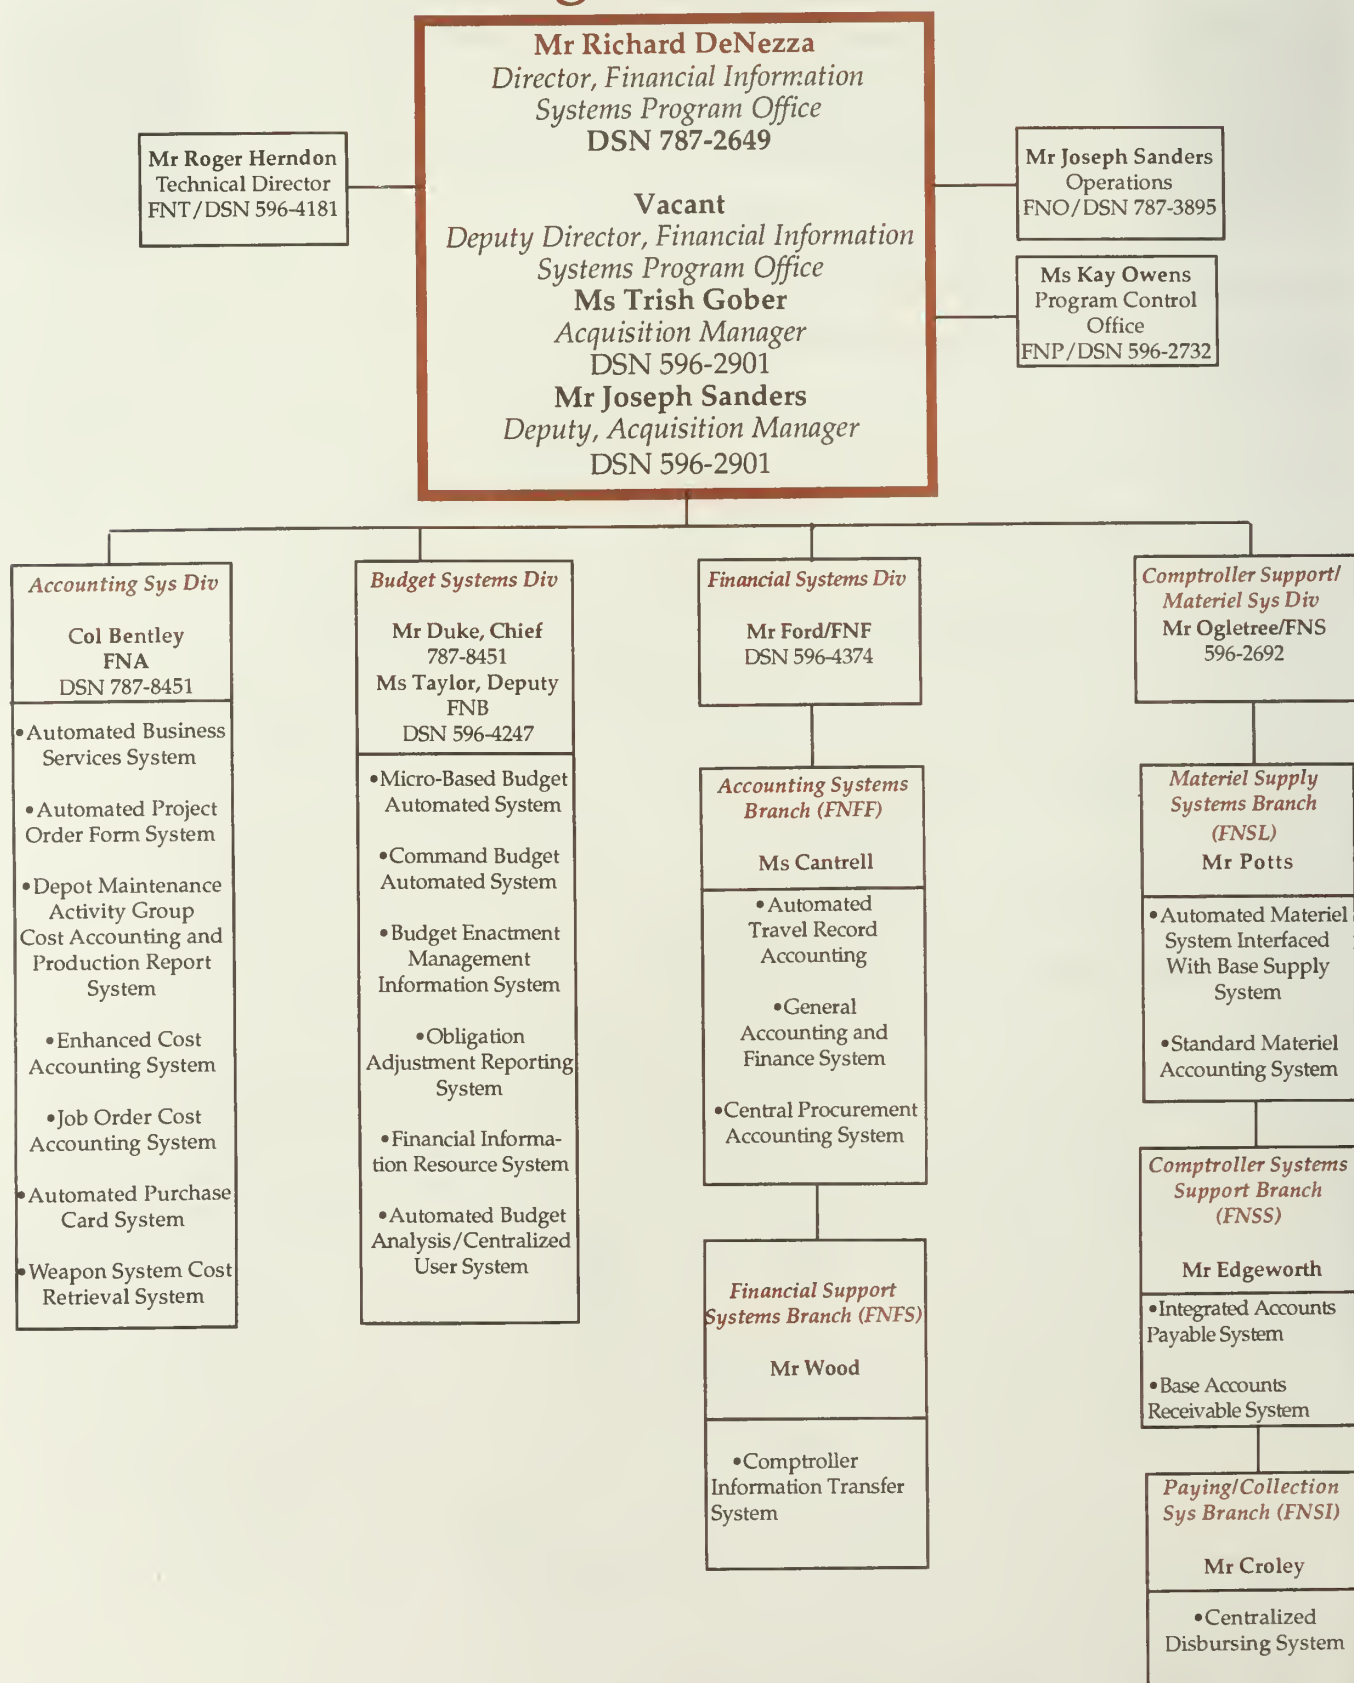 Mr Richard DeNezza
Director, Financial Information
Systems Program Office
DSN 787-2649
Vacant
Deputy Director, Financial Information
Systems Program Office
Ms Trish Gober
Acquisition Manager
DSN 596-2901
Mr Joseph Sanders
Deputy, Acquisition Manager
DSN 596-2901
Mr Roger Herndon
Technical Director
FNT/DSN 596-4181
Mr Joseph Sanders
Operations
FNO/DSN 787-3895
Ms Kay Owens
Program Control
Office
FNP/DSN 596-2732
Accounting Sys Div
Col Bentley
FNA
DSN 787-8451
•Automated Business
Services System
•Automated Project
Order Form System
•Depot Maintenance
Activity Group
Cost Accounting and
Production Report
System
•Enhanced Cost
Accounting System
•Job Order Cost
Accounting System
•Automated Purchase
Card System
•Weapon System Cost
Retrieval System
Budget Systems Div
Mr Duke, Chief
787-8451
Ms Taylor, Deputy
FNB
DSN 596-4247
•Micro-Based Budget
Automated System
•Command Budget
Automated System
•Budget Enactment
Management
Information System
•Obligation
Adjustment Reporting
System
•Financial Informa-
tion Resource System
•Automated Budget
Analysis/Centralized
User System
Financial Systems Div
Mr Ford/FNF
DSN 596-4374
Accounting Systems
Branch (FNFF)
Ms Cantrell
•Automated
Travel Record
Accounting
•General
Accounting and
Finance System
•Central Procurement
Accounting System
Financial Support
Systems Branch (FNFS)
Mr Wood
•Comptroller
Information Transfer
System
Comptroller Support/
Materiel Sys Div
Mr Ogletree/FNS
596-2692
Materiel Supply
Systems Branch
(FNSL)
Mr Potts
•Automated Materiel
System Interfaced
With Base Supply
System
•Standard Materiel
Accounting System
Comptroller Systems
Support Branch
(FNSS)
Mr Edgeworth
•Integrated Accounts
Payable System
•Base Accounts
Receivable System
Paying/Collection
Sys Branch (FNSI)
Mr Croley
•Centralized
Disbursing System